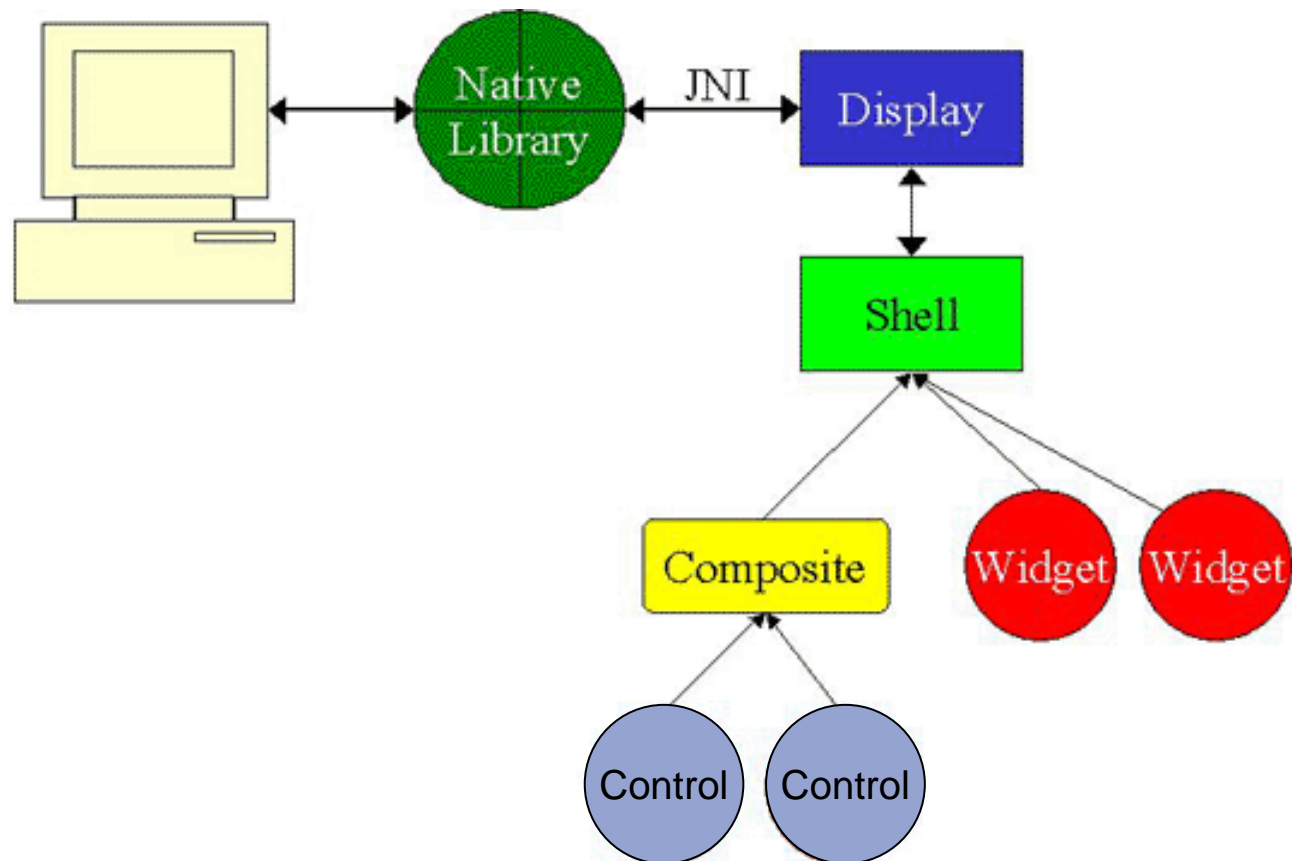 Native
Library
JNI
Display
Shell
Composite
Widget
Widget
Control
Control